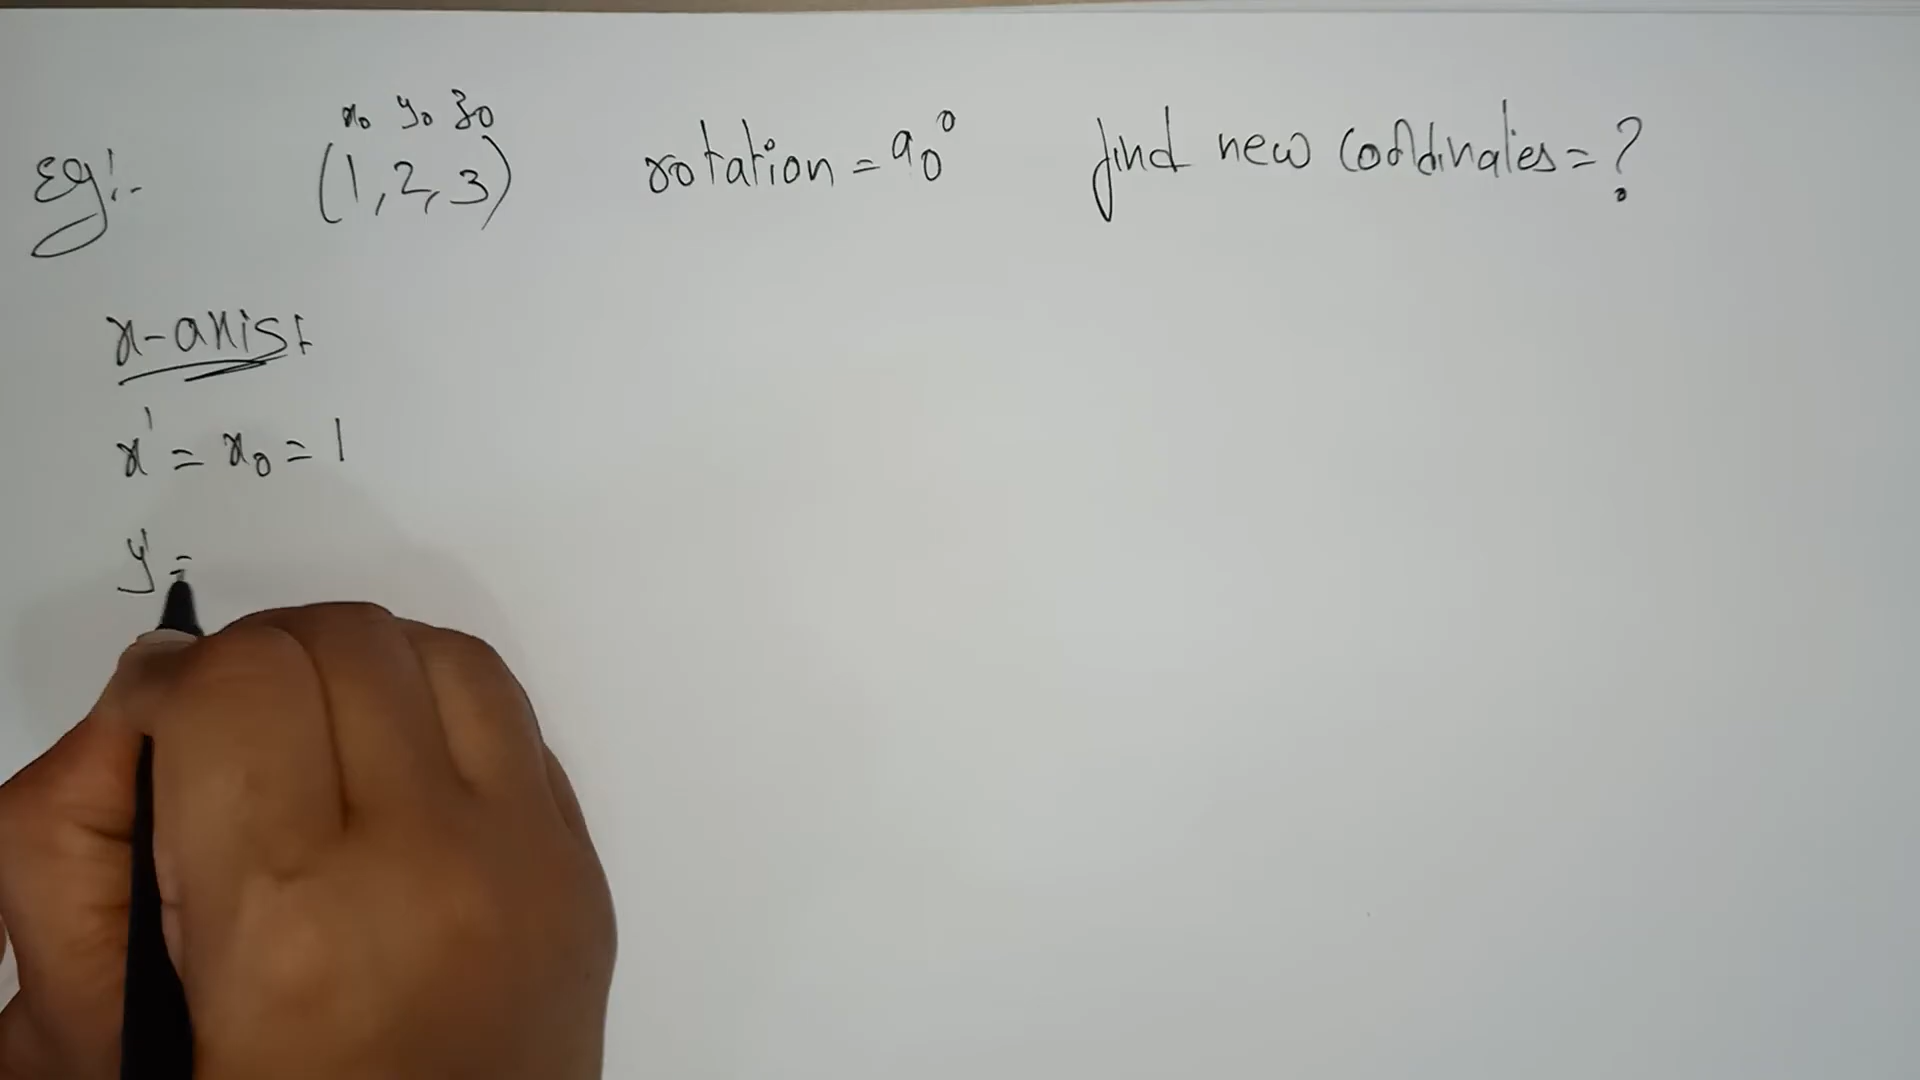 x₀ y₀ z₀
Eg:- (1, 2, 3) rotation = 90° find new coordinates = ?
x-axis:
x' = x₀ = 1
y' =